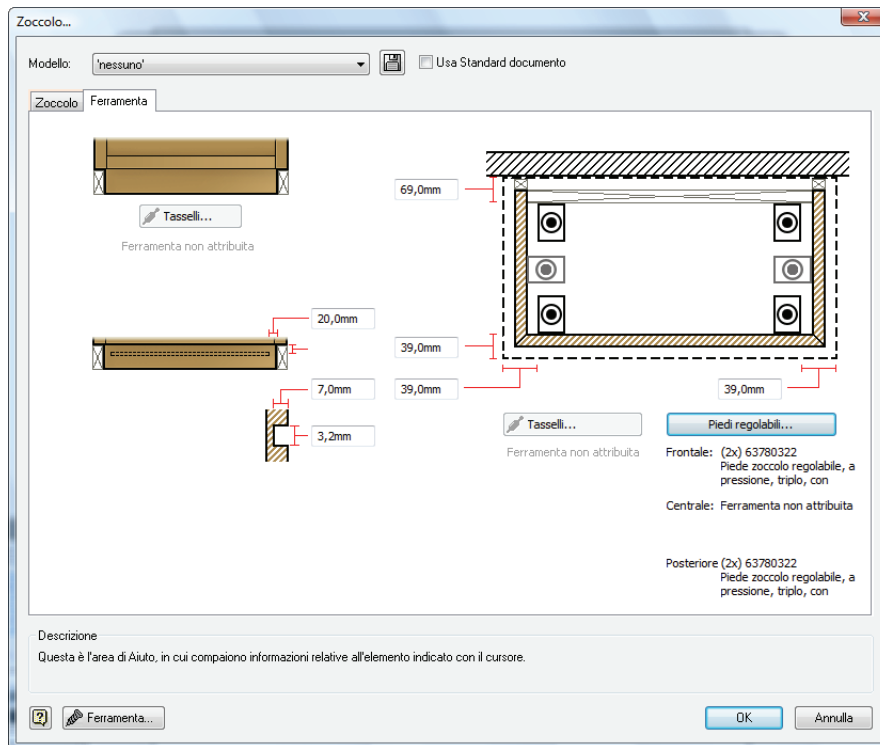 Zoccolo...
Modello:
'nessuno'
Usa Standard documento
Zoccolo
Ferramenta
69,0mm
Tasselli...
Ferramenta non attribuita
20,0mm
39,0mm
7,0mm
39,0mm
39,0mm
3,2mm
Tasselli...
Piedi regolabili...
Ferramenta non attribuita
Frontale: (2x) 63780322
Piede zoccolo regolabile, a
pressione, triplo, con
Centrale: Ferramenta non attribuita
Posteriore (2x) 63780322
Piede zoccolo regolabile, a
pressione, triplo, con
Descrizione
Questa è l'area di Aiuto, in cui compaiono informazioni relative all'elemento indicato con il cursore.
Ferramenta...
OK
Annulla